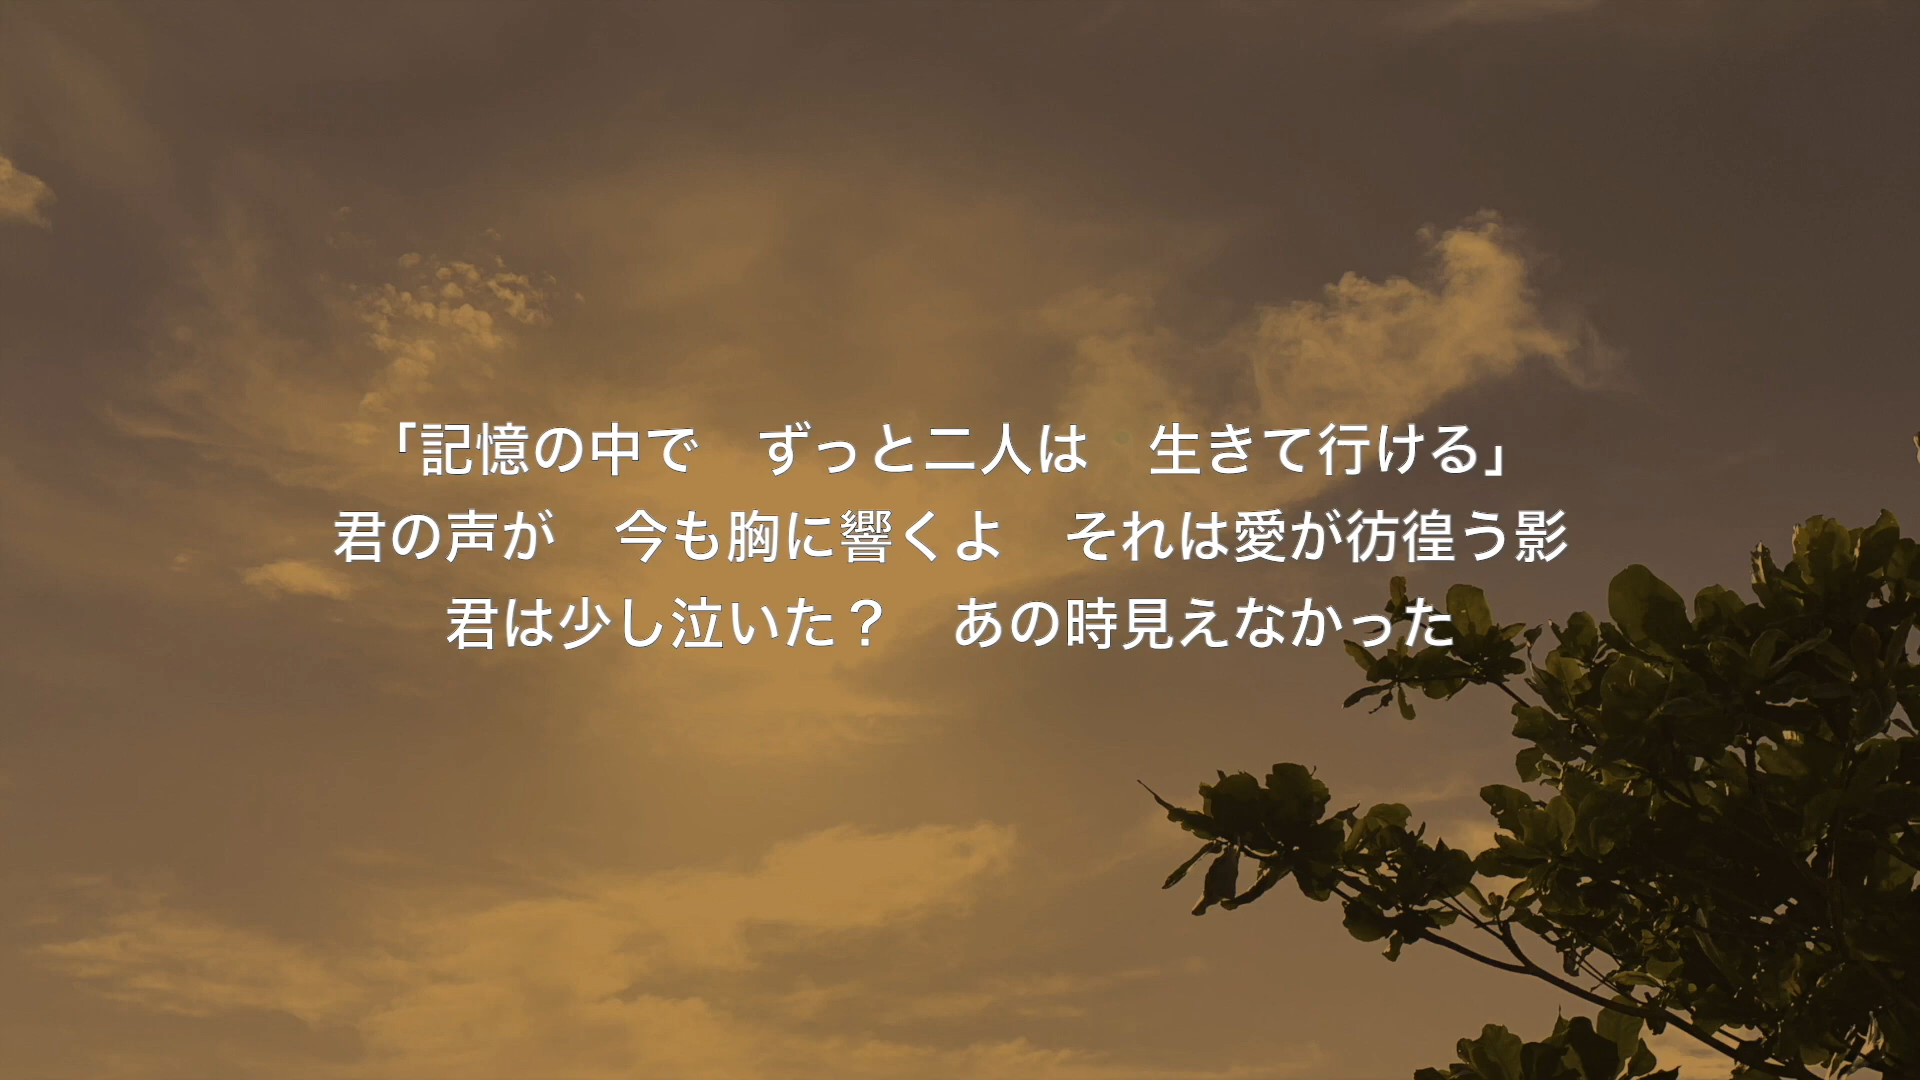 「記憶の中で　ずっと二人は　生きて行ける」
君の声が　今も胸に響くよ　それは愛が彷徨う影
君は少し泣いた？　あの時見えなかった